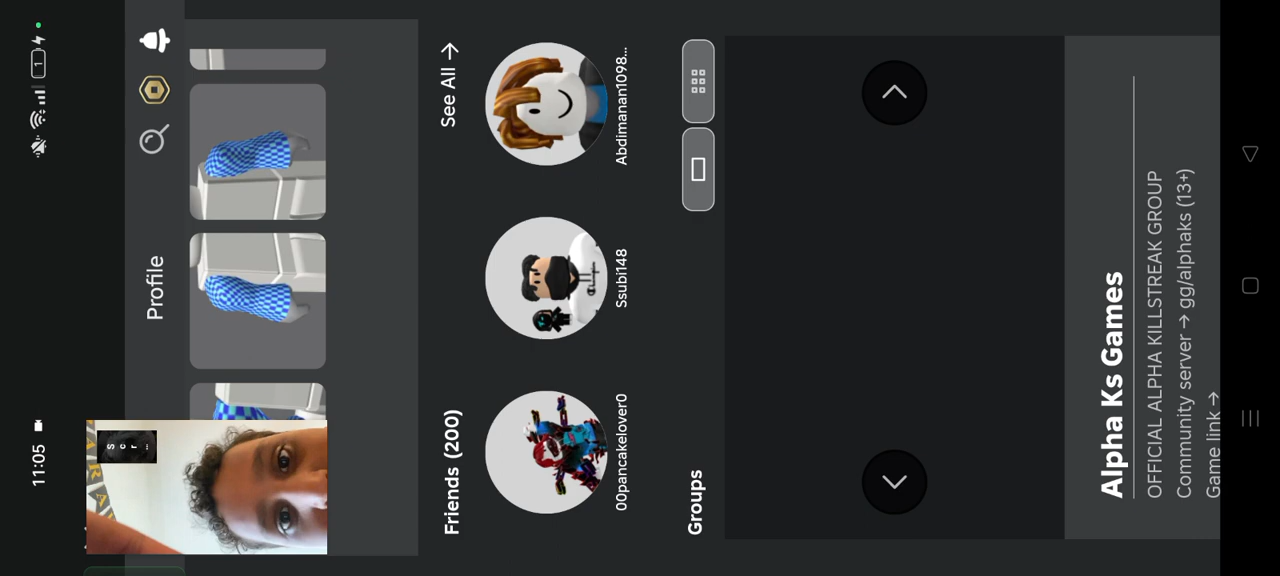 11:05
1
Profile
S
c
r
...
Friends (200)
See All →
00pancakelover0
Ssubi148
Abdimanan1098...
Groups
Alpha Ks Games
OFFICIAL ALPHA KILLSTREAK GROUP
Community server → gg/alphaks (13+)
Game link →